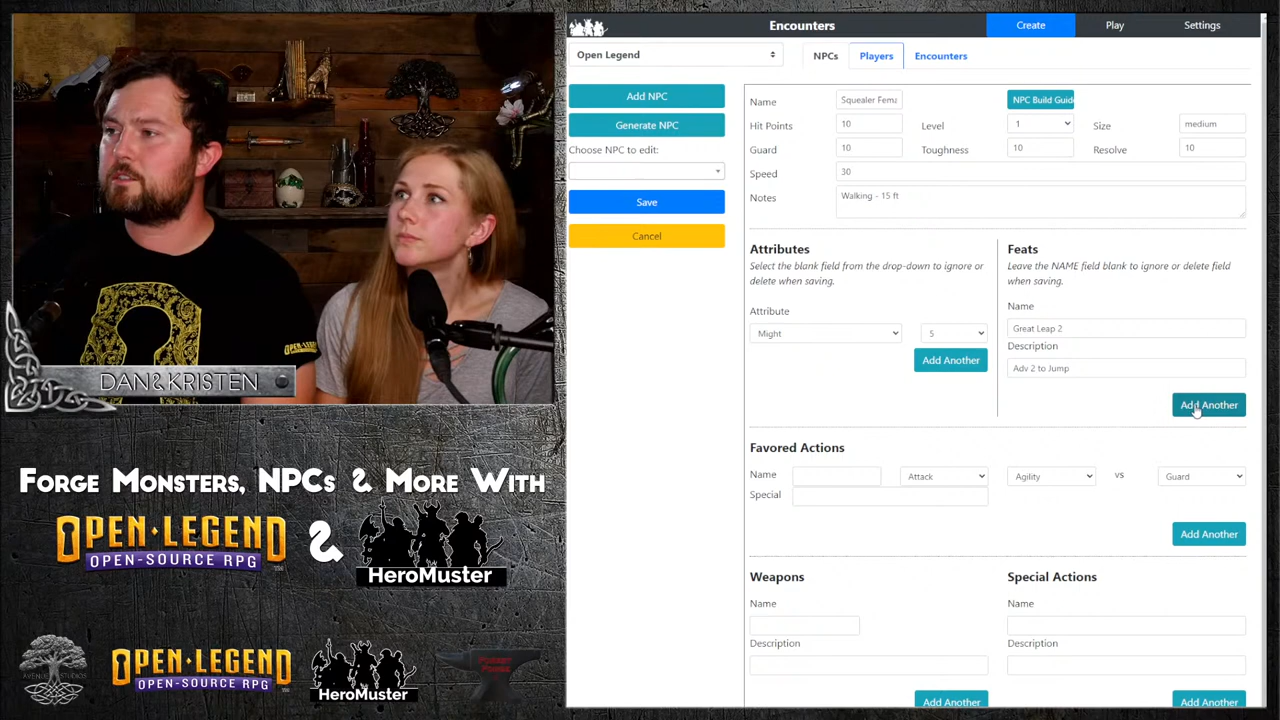 DAN & KRISTEN
FORGE MONSTERS, NPCS & MORE WITH
OPEN LEGEND
OPEN-SOURCE RPG
&
HeroMuster
OPEN LEGEND
OPEN-SOURCE RPG
HeroMuster
Encounters
Create
Play
Settings
Open Legend
NPCs
Players
Encounters
Add NPC
Generate NPC
Choose NPC to edit:
Save
Cancel
Name
Squealer Fema
NPC Build Guid
Hit Points
10
Level
1
Size
medium
Guard
10
Toughness
10
Resolve
10
Speed
30
Notes
Walking - 15 ft
Attributes
Select the blank field from the drop-down to ignore or
delete when saving.
Attribute
Might
5
Add Another
Feats
Leave the NAME field blank to ignore or delete field
when saving.
Name
Great Leap 2
Description
Adv 2 to Jump
Add Another
Favored Actions
Name
Attack
Agility
vs
Guard
Special
Add Another
Weapons
Name
Description
Add Another
Special Actions
Name
Description
Add Another